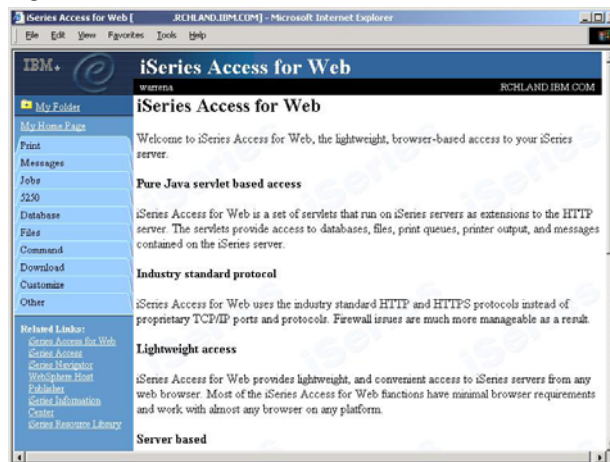 iSeries Access for Web [ .RCHLAND.IBM.COM] - Microsoft Internet Explorer
File Edit View Favorites Tools Help
IBM.
iSeries Access for Web
warrena RCHLAND.IBM.COM
My Folder
My Home Page
Print
Messages
Jobs
5250
Database
Files
Command
Download
Customize
Other
Related Links:
iSeries Access for Web
iSeries Access
iSeries Navigator
WebSphere Host
Publisher
iSeries Information
Center
iSeries Resource Library
iSeries Access for Web
Welcome to iSeries Access for Web, the lightweight, browser-based access to your iSeries
server.
Pure Java servlet based access
iSeries Access for Web is a set of servlets that run on iSeries servers as extensions to the HTTP
server. The servlets provide access to databases, files, print queues, printer output, and messages
contained on the iSeries server.
Industry standard protocol
iSeries Access for Web uses the industry standard HTTP and HTTPS protocols instead of
proprietary TCP/IP ports and protocols. Firewall issues are much more manageable as a result.
Lightweight access
iSeries Access for Web provides lightweight, and convenient access to iSeries servers from any
web browser. Most of the iSeries Access for Web functions have minimal browser requirements
and work with almost any browser on any platform.
Server based